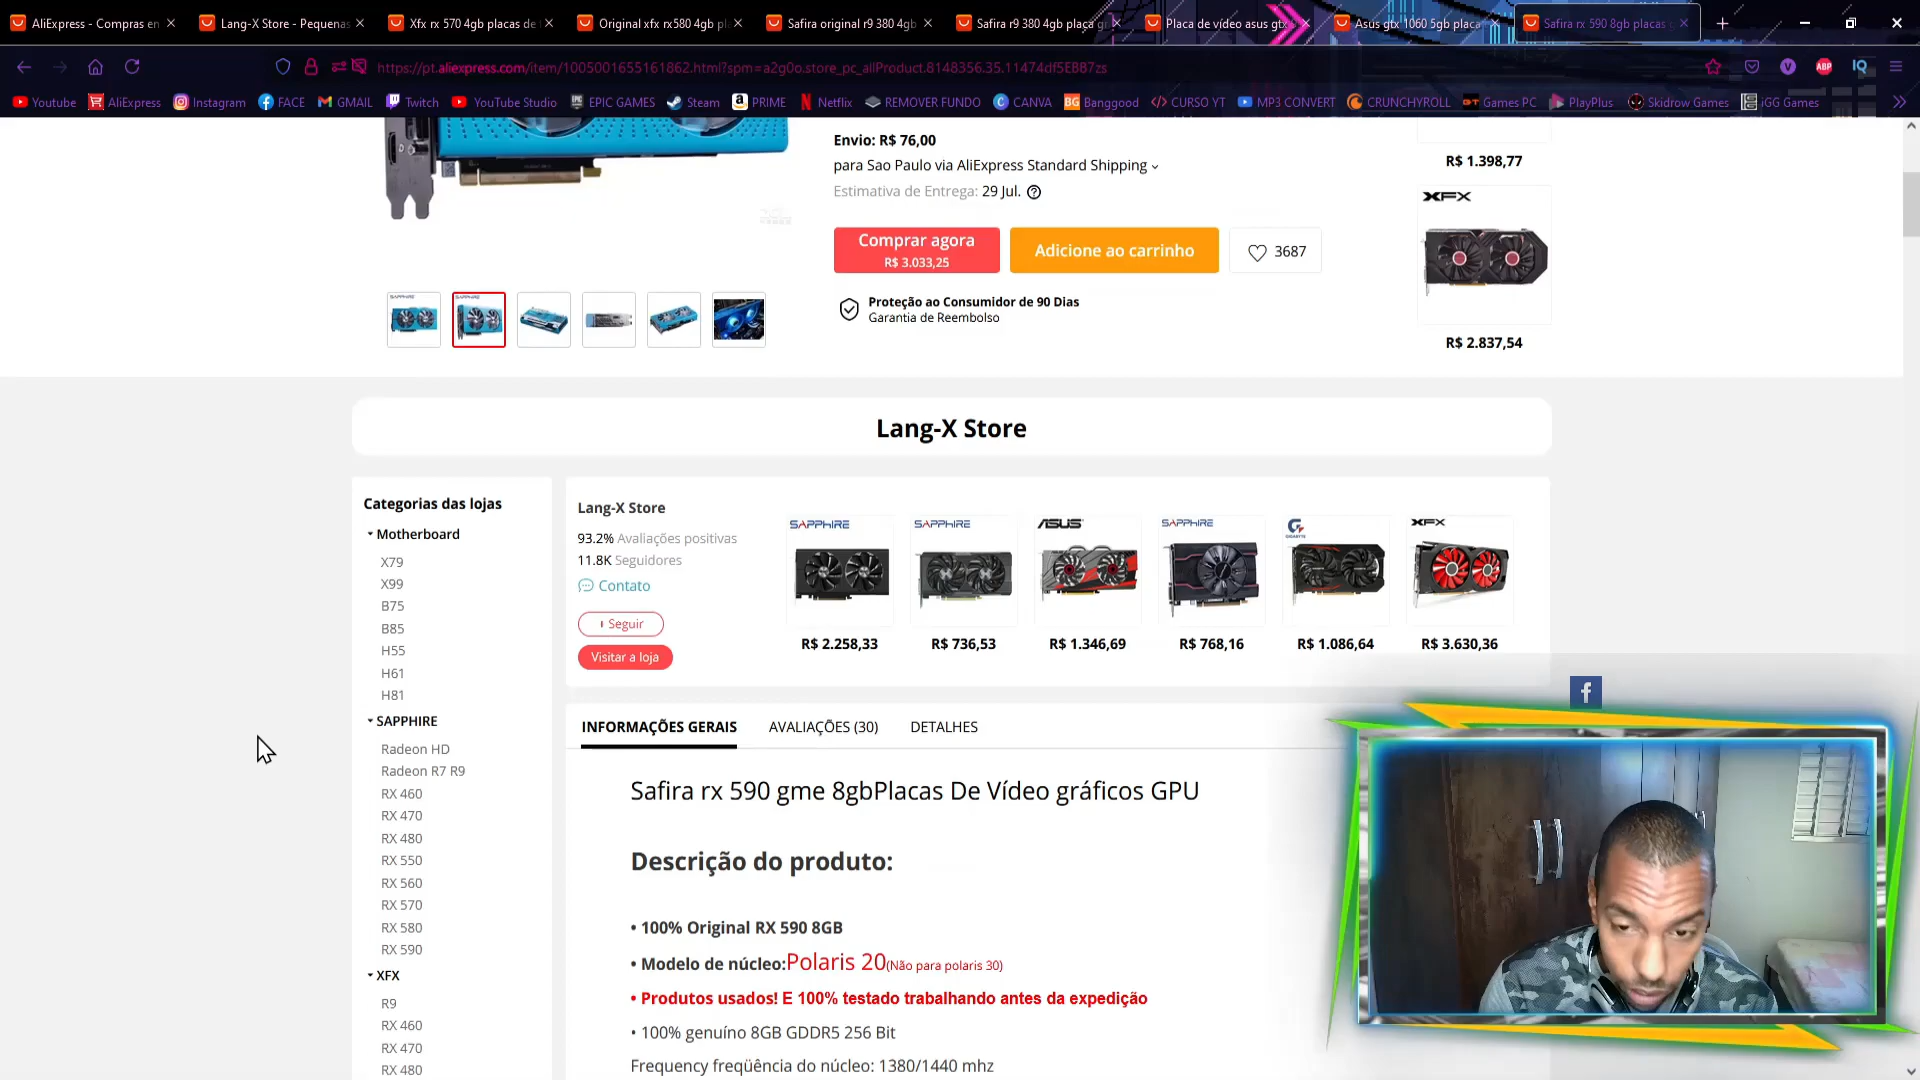 AliExpress - Compras en
Lang-X Store - Pequenas
Xfx rx 570 4gb placas de
Original xfx rx580 4gb pl
Safira original r9 380 4gb
Safira r9 380 4gb placa g
Placa de vídeo asus gtx
Asus gtx 1060 5gb placa
Safira rx 590 8gb placas
https://pt.aliexpress.com/item/1005001655161862.html?spm=a2g0o.store_pc_allProduct.8148356.35.11474df5EBB7zs
V
ABP
IQ
Youtube
AliExpress
Instagram
FACE
GMAIL
Twitch
YouTube Studio
EPIC GAMES
Steam
PRIME
Netflix
REMOVER FUNDO
CANVA
BG Banggood
CURSO YT
MP3 CONVERT
CRUNCHYROLL
Games PC
PlayPlus
Skidrow Games
IGG Games
Envio: R$ 76,00
para Sao Paulo via AliExpress Standard Shipping
Estimativa de Entrega: 29 Jul.
Comprar agora
R$ 3.033,25
Adicione ao carrinho
3687
Proteção ao Consumidor de 90 Dias
Garantia de Reembolso
R$ 1.398,77
XFX
R$ 2.837,54
SAPPHIRE
SAPPHIRE
Lang-X Store
Categorias das lojas
Motherboard
X79
X99
B75
B85
H55
H61
H81
SAPPHIRE
Radeon HD
Radeon R7 R9
RX 460
RX 470
RX 480
RX 550
RX 560
RX 570
RX 580
RX 590
XFX
R9
RX 460
RX 470
RX 480
Lang-X Store
93.2% Avaliações positivas
11.8K Seguidores
Contato
+ Seguir
Visitar a loja
SAPPHIRE
R$ 2.258,33
SAPPHIRE
R$ 736,53
ASUS
R$ 1.346,69
SAPPHIRE
R$ 768,16
GIGABYTE
R$ 1.086,64
XFX
R$ 3.630,36
INFORMAÇÕES GERAIS
AVALIAÇÕES (30)
DETALHES
Safira rx 590 gme 8gbPlacas De Vídeo gráficos GPU
Descrição do produto:
• 100% Original RX 590 8GB
• Modelo de núcleo:Polaris 20(Não para polaris 30)
• Produtos usados! E 100% testado trabalhando antes da expedição
• 100% genuíno 8GB GDDR5 256 Bit
Frequency freqüência do núcleo: 1380/1440 mhz
f